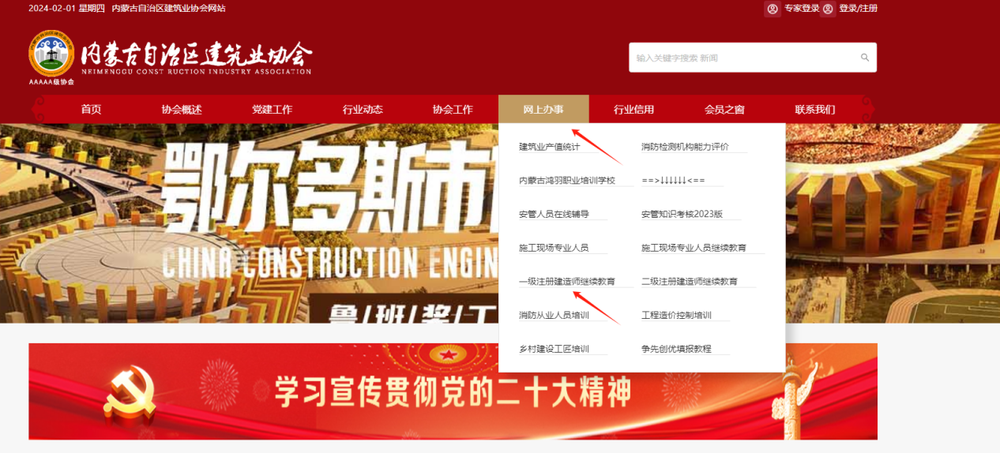 2024-02-01 星期四 内蒙古自治区建筑业协会网站
专家登录 登录/注册
内蒙古自治区建筑业协会
NEIMENGGU CONST RUCTION INDUSTRY ASSOCIATION
AAAAA级协会
输入关键字搜索 新闻
首页 协会概述 党建工作 行业动态 协会工作 网上办事 行业信用 会员之窗 联系我们
建筑业产值统计 消防检测机构能力评价
内蒙古鸿羽职业培训学校 ==>↓↓↓↓↓↓<==
安管人员在线辅导 安管知识考核2023版
施工现场专业人员 施工现场专业人员继续教育
一级注册建造师继续教育 二级注册建造师继续教育
消防从业人员培训 工程造价控制培训
乡村建设工匠培训 争先创优填报教程
鄂尔多斯市
CHINA CONSTRUCTION ENGIN
鲁/班/奖/工
学习宣传贯彻党的二十大精神